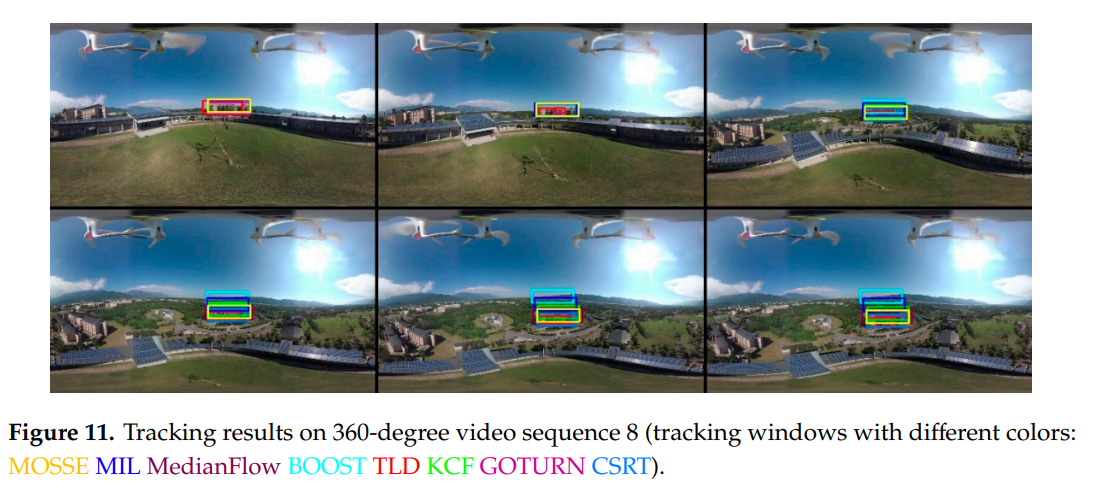 Figure 11. Tracking results on 360-degree video sequence 8 (tracking windows with different colors:
MOSSE MIL MedianFlow BOOST TLD KCF GOTURN CSRT).